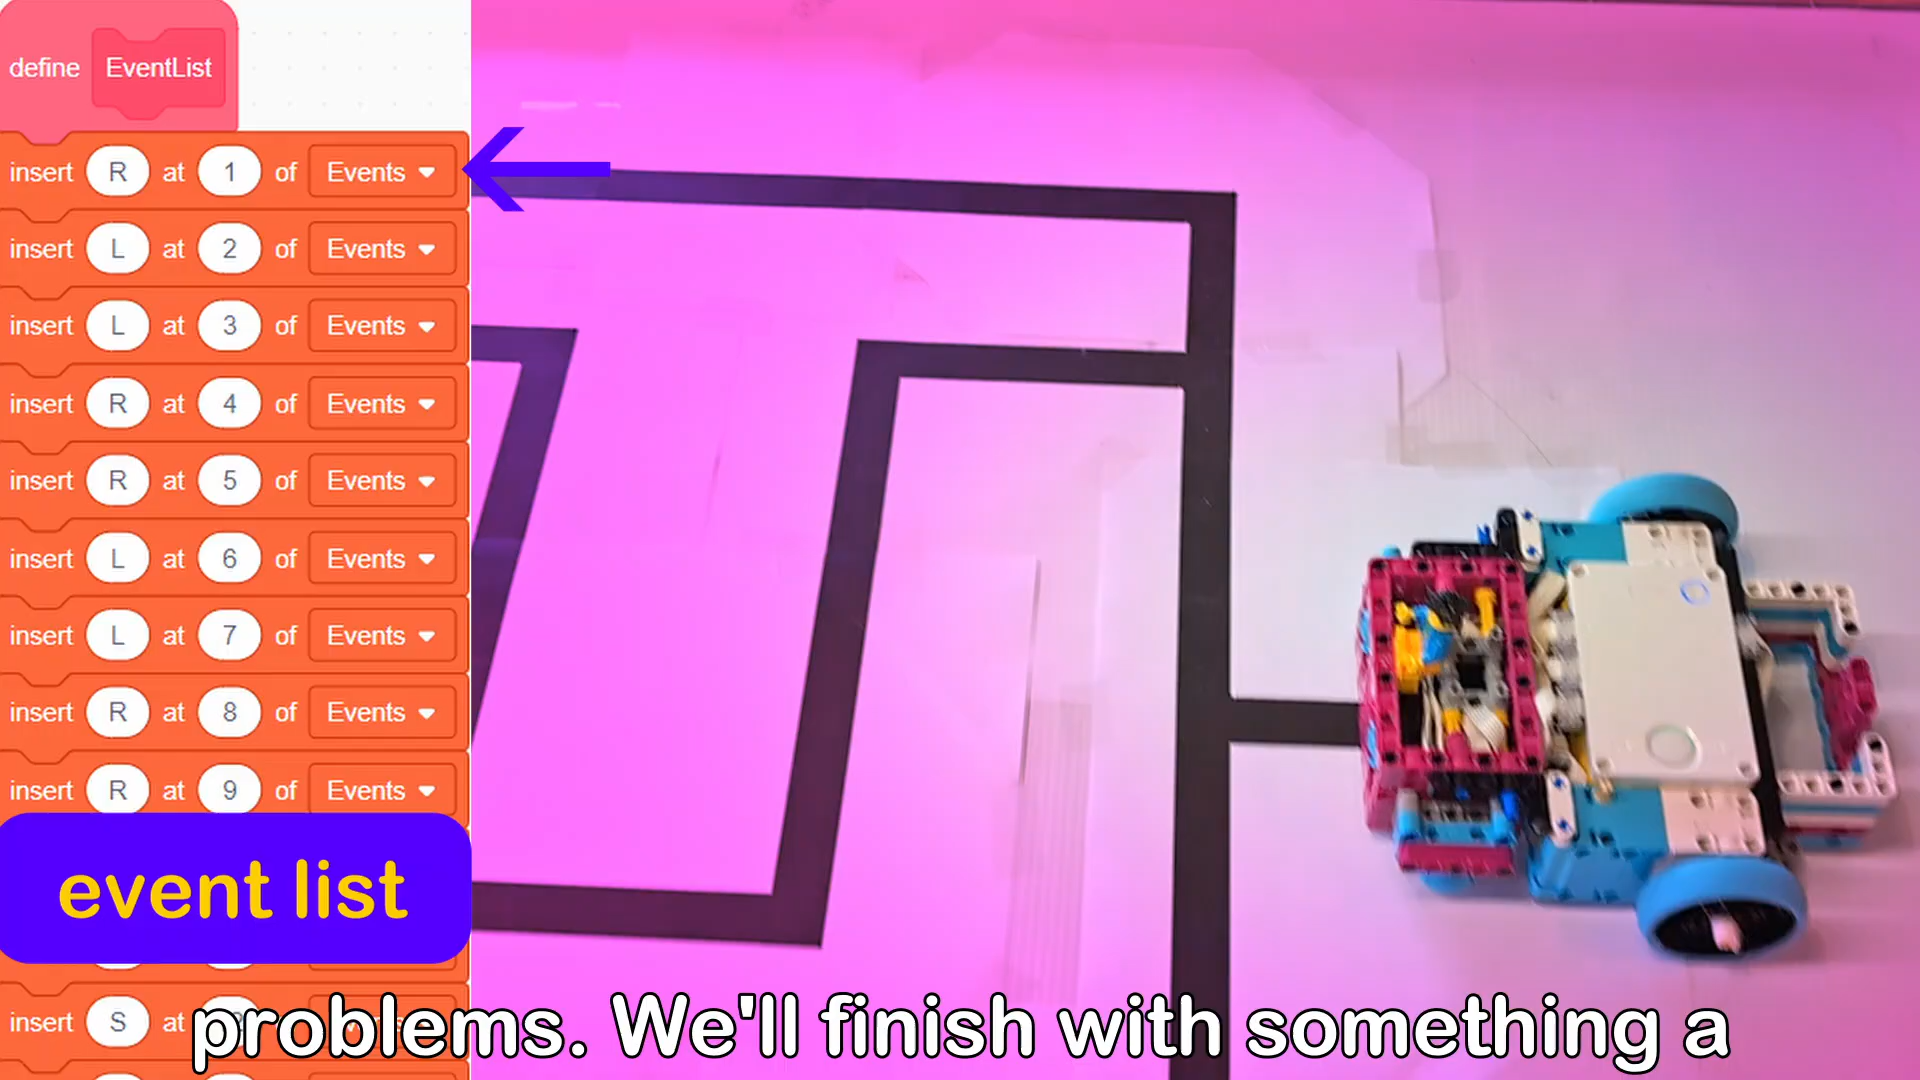 define EventList
insert R at 1 of Events
insert L at 2 of Events
insert L at 3 of Events
insert R at 4 of Events
insert R at 5 of Events
insert L at 6 of Events
insert L at 7 of Events
insert R at 8 of Events
insert R at 9 of Events
event list
insert S at
problems. We'll finish with something a